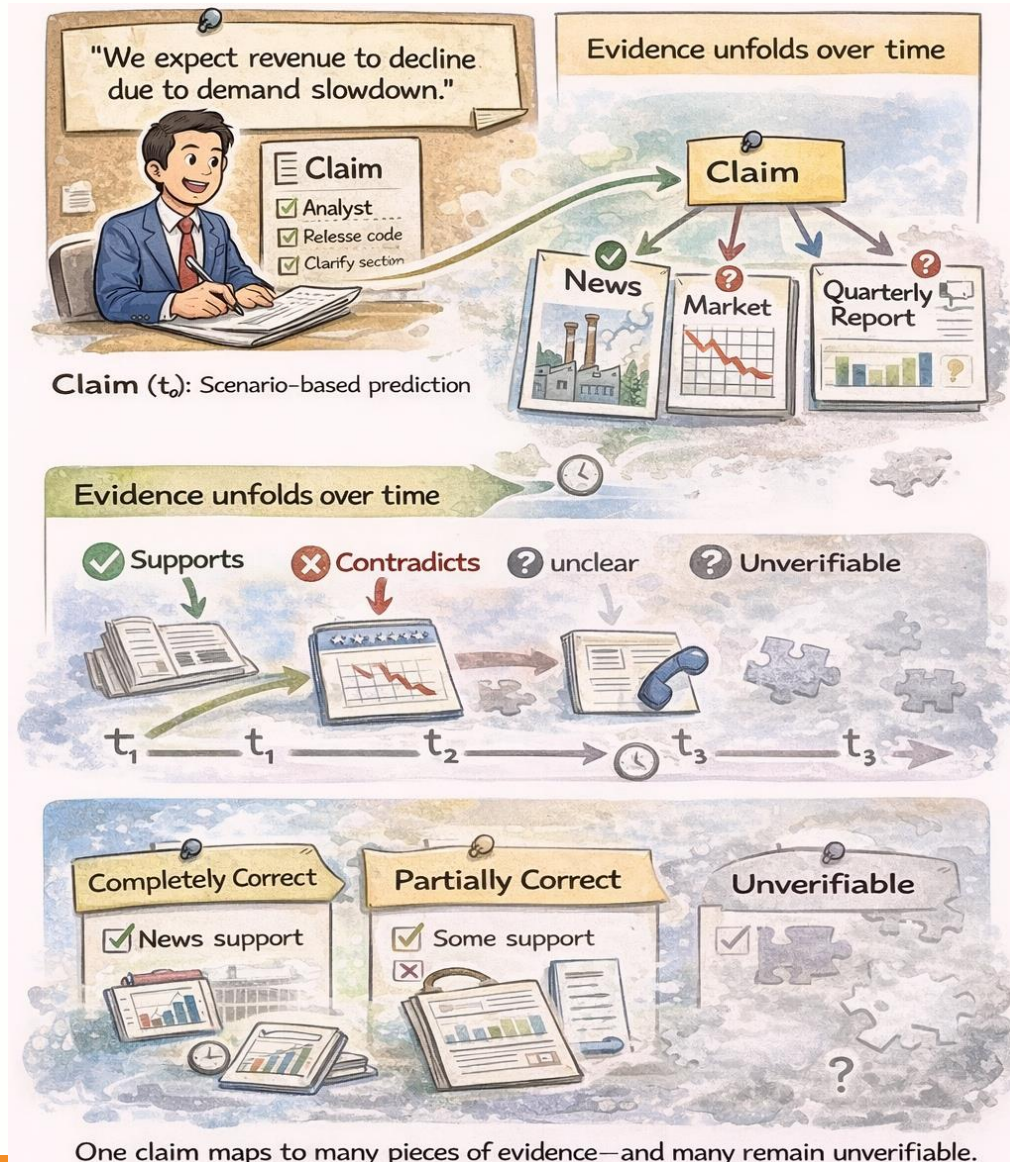 "We expect revenue to decline
due to demand slowdown."
Claim
Analyst
Relesse code
Clarify section
Claim (t₀): Scenario-based prediction
Evidence unfolds over time
Claim
News
Market
Quarterly
Report
Evidence unfolds over time
Supports
Contradicts
unclear
Unverifiable
t₁ t₁ t₂ t₃ t₃
Completely Correct
News support
Partially Correct
Some support
Unverifiable
One claim maps to many pieces of evidence—and many remain unverifiable.